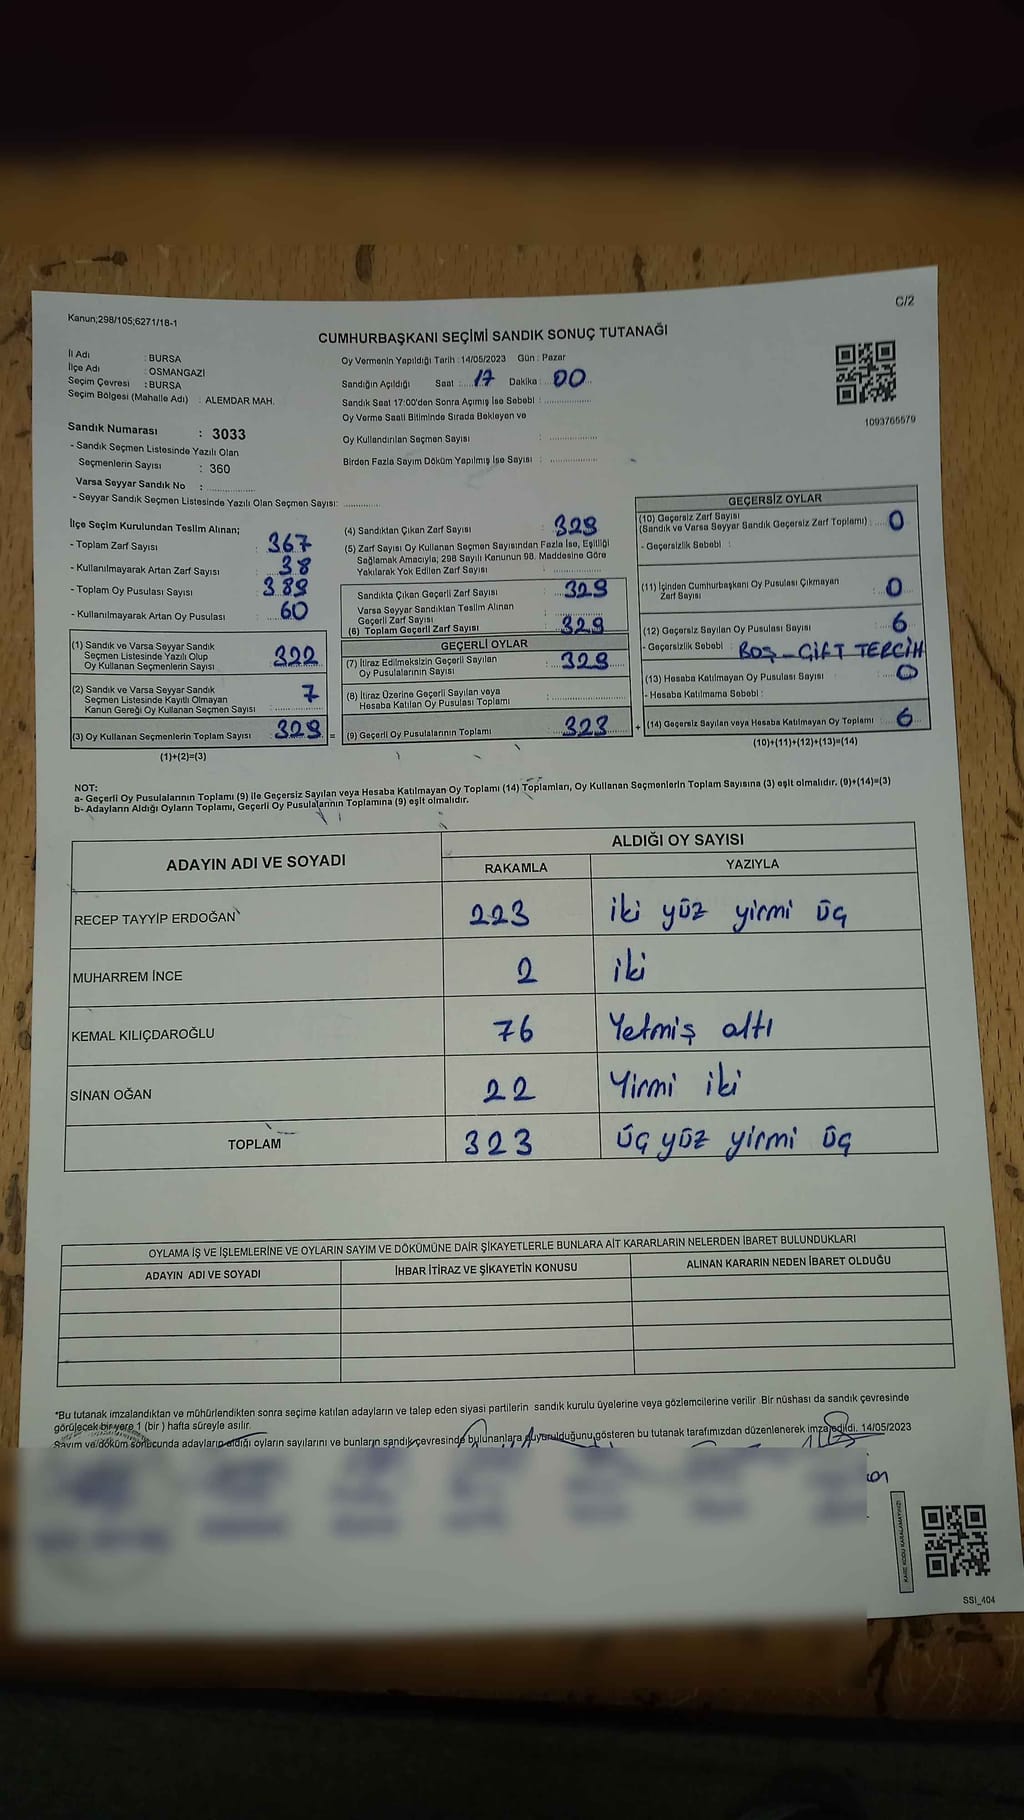 C/2
Kanun;298/105;6271/18-1
CUMHURBAŞKANI SEÇİMİ SANDIK SONUÇ TUTANAĞI
İl Adı : BURSA
İlçe Adı : OSMANGAZİ
Seçim Çevresi : BURSA
Seçim Bölgesi (Mahalle Adı) : ALEMDAR MAH.
Oy Vermenin Yapıldığı Tarih : 14/05/2023 Gün : Pazar
Sandığın Açıldığı Saat : 17 Dakika 00
Sandık Saat 17:00'den Sonra Açımış İse Sebebi :
Oy Verme Saati Bitiminde Sırada Bekleyen ve
Oy Kullandırılan Seçmen Sayısı :
Birden Fazla Sayım Döküm Yapılmış İse Sayısı :
1093765579
Sandık Numarası : 3033
- Sandık Seçmen Listesinde Yazılı Olan
Seçmenlerin Sayısı : 360
Varsa Seyyar Sandık No :
- Seyyar Sandık Seçmen Listesinde Yazılı Olan Seçmen Sayısı:
İlçe Seçim Kurulundan Teslim Alınan;
- Toplam Zarf Sayısı : 367
- Kullanılmayarak Artan Zarf Sayısı : 38
- Toplam Oy Pusulası Sayısı : 389
- Kullanılmayarak Artan Oy Pusulası : 60
(1) Sandık ve Varsa Seyyar Sandık
Seçmen Listesinde Yazılı Olup
Oy Kullanan Seçmenlerin Sayısı : 322
(2) Sandık ve Varsa Seyyar Sandık
Seçmen Listesinde Kayıtlı Olmayan
Kanun Gereği Oy Kullanan Seçmen Sayısı : 7
(3) Oy Kullanan Seçmenlerin Toplam Sayısı : 329 =
(1)+(2)=(3)
(4) Sandıktan Çıkan Zarf Sayısı : 329
(5) Zarf Sayısı Oy Kullanan Seçmen Sayısından Fazla İse, Eşitliği
Sağlamak Amacıyla; 298 Sayılı Kanunun 98. Maddesine Göre
Yakılarak Yok Edilen Zarf Sayısı :
Sandıkta Çıkan Geçerli Zarf Sayısı : 329
Varsa Seyyar Sandıktan Teslim Alınan
Geçerli Zarf Sayısı
(6) Toplam Geçerli Zarf Sayısı : 329
GEÇERLİ OYLAR
(7) İtiraz Edilmeksizin Geçerli Sayılan
Oy Pusulalarının Sayısı : 323
(8) İtiraz Üzerine Geçerli Sayılan veya
Hesaba Katılan Oy Pusulası Toplamı :
(9) Geçerli Oy Pusulalarının Toplamı : 323 +
GEÇERSİZ OYLAR
(10) Geçersiz Zarf Sayısı
(Sandık ve Varsa Seyyar Sandık Geçersiz Zarf Toplamı) : 0
- Geçersizlik Sebebi :
(11) İçinden Cumhurbaşkanı Oy Pusulası Çıkmayan
Zarf Sayısı : 0
(12) Geçersiz Sayılan Oy Pusulası Sayısı : 6
- Geçersizlik Sebebi : BOŞ - ÇİFT TERCİH
(13) Hesaba Katılmayan Oy Pusulası Sayısı : 0
- Hesaba Katılmama Sebebi :
(14) Geçersiz Sayılan veya Hesaba Katılmayan Oy Toplamı : 6
(10)+(11)+(12)+(13)=(14)
NOT:
a- Geçerli Oy Pusulalarının Toplamı (9) ile Geçersiz Sayılan veya Hesaba Katılmayan Oy Toplamı (14) Toplamları, Oy Kullanan Seçmenlerin Toplam Sayısına (3) eşit olmalıdır. (9)+(14)=(3)
b- Adayların Aldığı Oyların Toplamı, Geçerli Oy Pusulalarının Toplamına (9) eşit olmalıdır.
ADAYIN ADI VE SOYADI ALDIĞI OY SAYISI
RAKAMLA YAZIYLA
RECEP TAYYİP ERDOĞAN 223 iki yüz yirmi üç
MUHARREM İNCE 2 iki
KEMAL KILIÇDAROĞLU 76 Yetmiş altı
SİNAN OĞAN 22 Yirmi iki
TOPLAM 323 üç yüz yirmi üç
OYLAMA İŞ VE İŞLEMLERİNE VE OYLARIN SAYIM VE DÖKÜMÜNE DAİR ŞİKAYETLERLE BUNLARA AİT KARARLARIN NELERDEN İBARET BULUNDUKLARI
ADAYIN ADI VE SOYADI İHBAR İTİRAZ VE ŞİKAYETİN KONUSU ALINAN KARARIN NEDEN İBARET OLDUĞU
*Bu tutanak imzalandıktan ve mühürlendikten sonra seçime katılan adayların ve talep eden siyasi partilerin sandık kurulu üyelerine veya gözlemcilerine verilir. Bir nüshası da sandık çevresinde
görülecek bir yere 1 (bir ) hafta süreyle asılır.
Sayım ve döküm sonucunda adayların aldığı oyların sayılarını ve bunların sandık çevresinde bulunanlara duyurulduğunu gösteren bu tutanak tarafımızdan düzenlenerek imza edildi. 14/05/2023
KARE KODU KARALAMAYINIZ!
SSİ_404